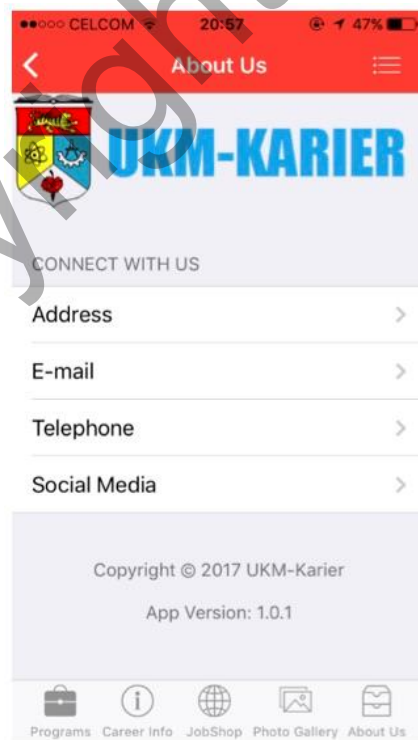 CELCOM 20:57 47%
About Us
UKM-KARIER
CONNECT WITH US
Address
E-mail
Telephone
Social Media
Copyright © 2017 UKM-Karier
App Version: 1.0.1
Programs Career Info JobShop Photo Gallery About Us